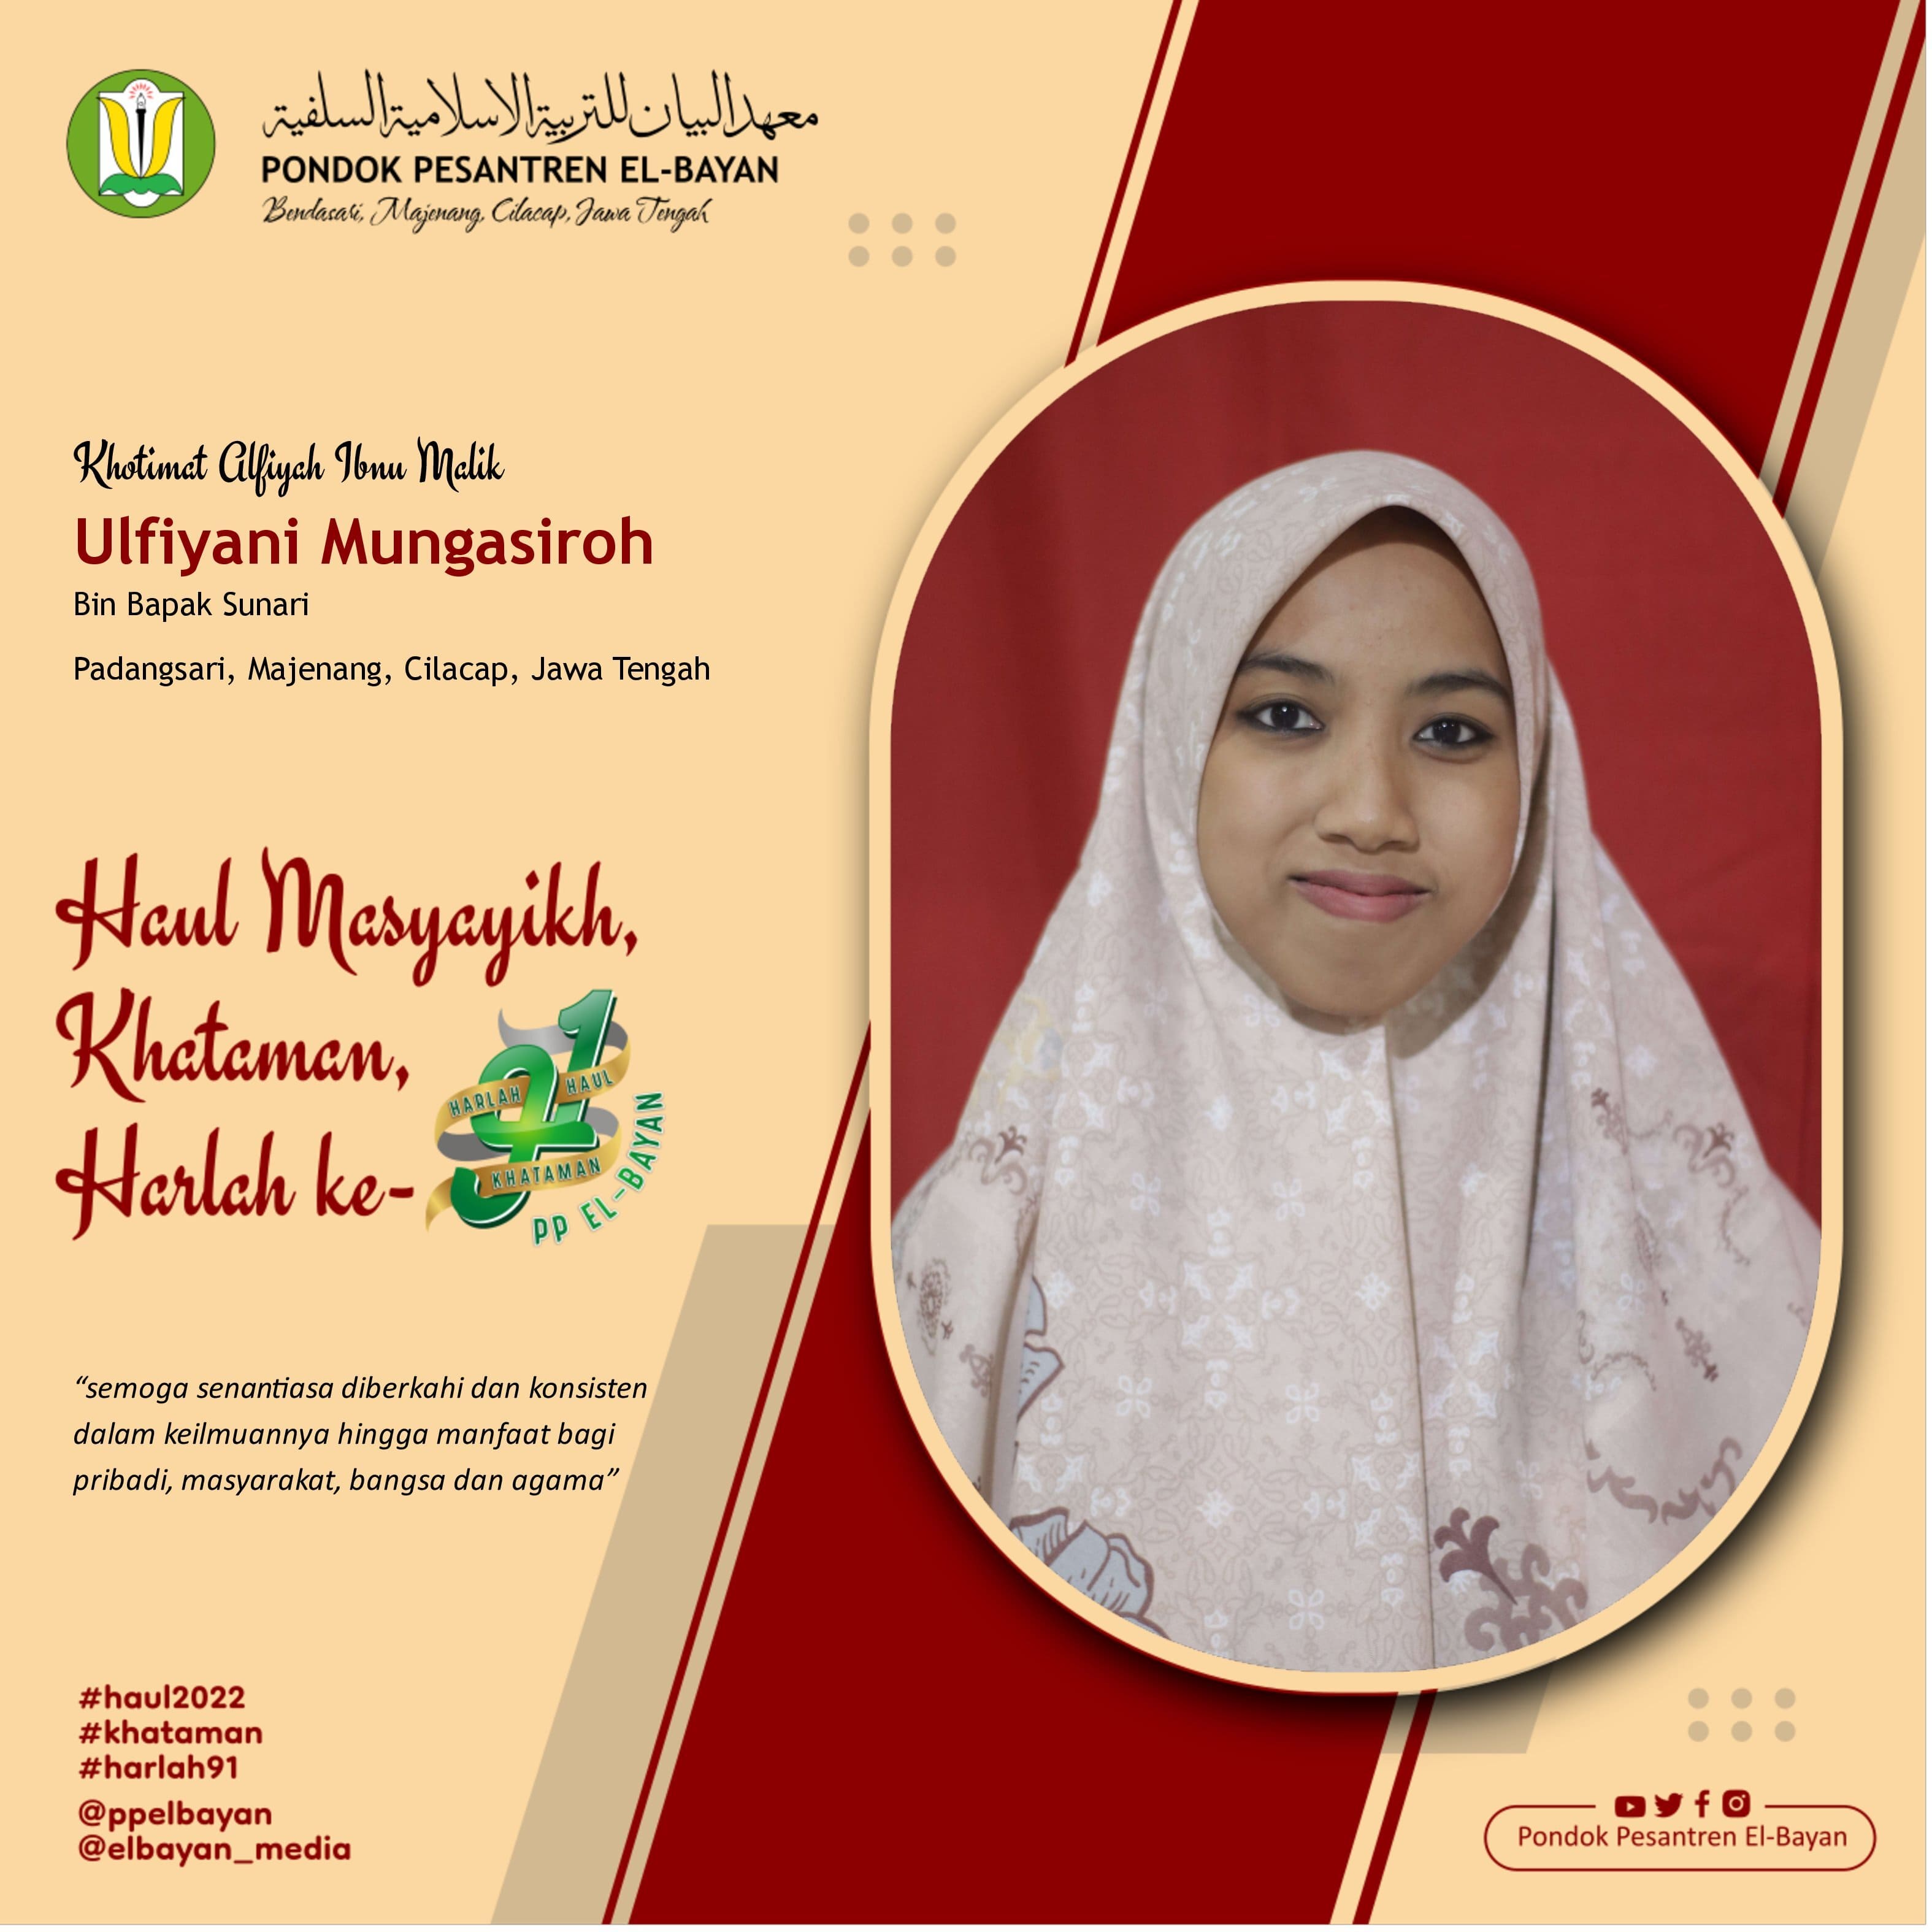 معهد البيان للتربية الاسلامية السلفية
PONDOK PESANTREN EL-BAYAN
Bendasari, Majenang, Cilacap, Jawa Tengah
Khotimat Alfiyah Ibnu Malik
Ulfiyani Mungasiroh
Bin Bapak Sunari
Padangsari, Majenang, Cilacap, Jawa Tengah
Haul Masyayikh,
Khataman,
Harlah ke-
91
HARLAH HAUL
KHATAMAN
PP EL-BAYAN
“semoga senantiasa diberkahi dan konsisten
dalam keilmuannya hingga manfaat bagi
pribadi, masyarakat, bangsa dan agama”
#haul2022
#khataman
#harlah91
@ppelbayan
@elbayan_media
Pondok Pesantren El-Bayan